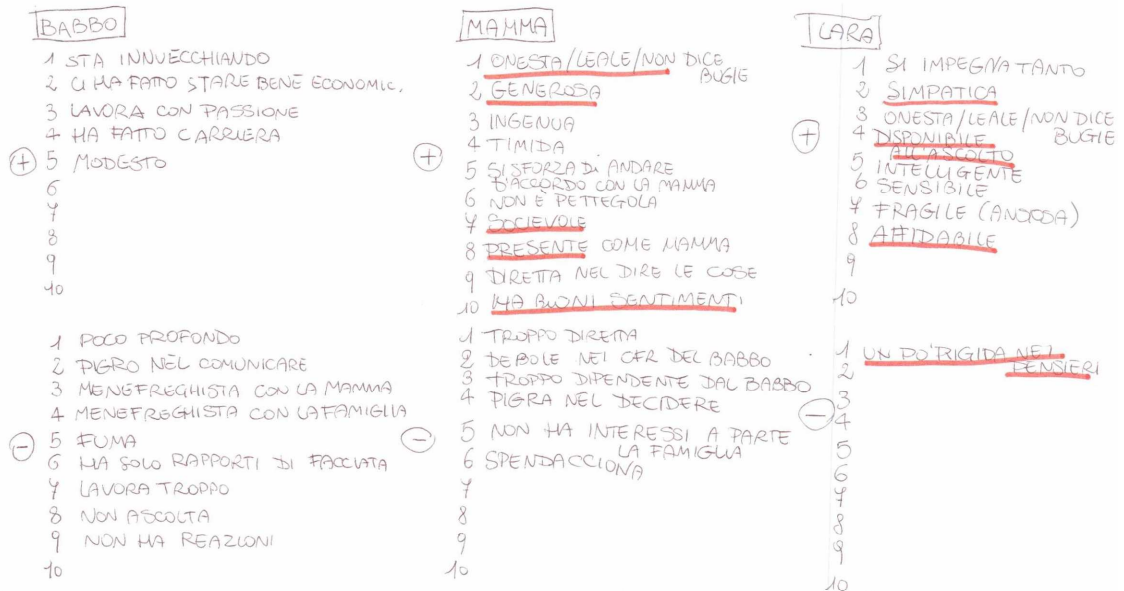 BABBO
1 STA INNVECCHIANDO
2 CI HA FATTO STARE BENE ECONOMIC.
3 LAVORA CON PASSIONE
4 HA FATTO CARRIERA
+ 5 MODESTO
6
7
8
9
10
1 POCO PROFONDO
2 PIGRO NEL COMUNICARE
3 MENEFREGHISTA CON LA MAMMA
4 MENEFREGHISTA CON LA FAMIGLIA
- 5 FUMA
6 HA SOLO RAPPORTI DI FACCIATA
7 LAVORA TROPPO
8 NON ASCOLTA
9 NON HA REAZIONI
10
MAMMA
1 ONESTA/LEALE/NON DICE
BUGIE
2 GENEROSA
3 INGENUA
+ 4 TIMIDA
5 SI SFORZA DI ANDARE
D'ACCORDO CON LA MAMMA
6 NON È PETTEGOLA
7 SOCIEVOLE
8 PRESENTE COME MAMMA
9 DIRETTA NEL DIRE LE COSE
10 HA BUONI SENTIMENTI
1 TROPPO DIRETTA
2 DEBOLE NEI CFR DEL BABBO
3 TROPPO DIPENDENTE DAL BABBO
4 PIGRA NEL DECIDERE
- 5 NON HA INTERESSI A PARTE
LA FAMIGLIA
6 SPENDACCIONA
7
8
9
10
LARA
1 SI IMPEGNA TANTO
2 SIMPATICA
3 ONESTA/LEALE/NON DICE
BUGIE
+ 4 DISPONIBILE
ALL'ASCOLTO
5 INTELLIGENTE
6 SENSIBILE
7 FRAGILE (ANSIOSA)
8 AFFIDABILE
9
10
1 UN PO' RIGIDA NEI
PENSIERI
2
3
- 4
5
6
7
8
9
10